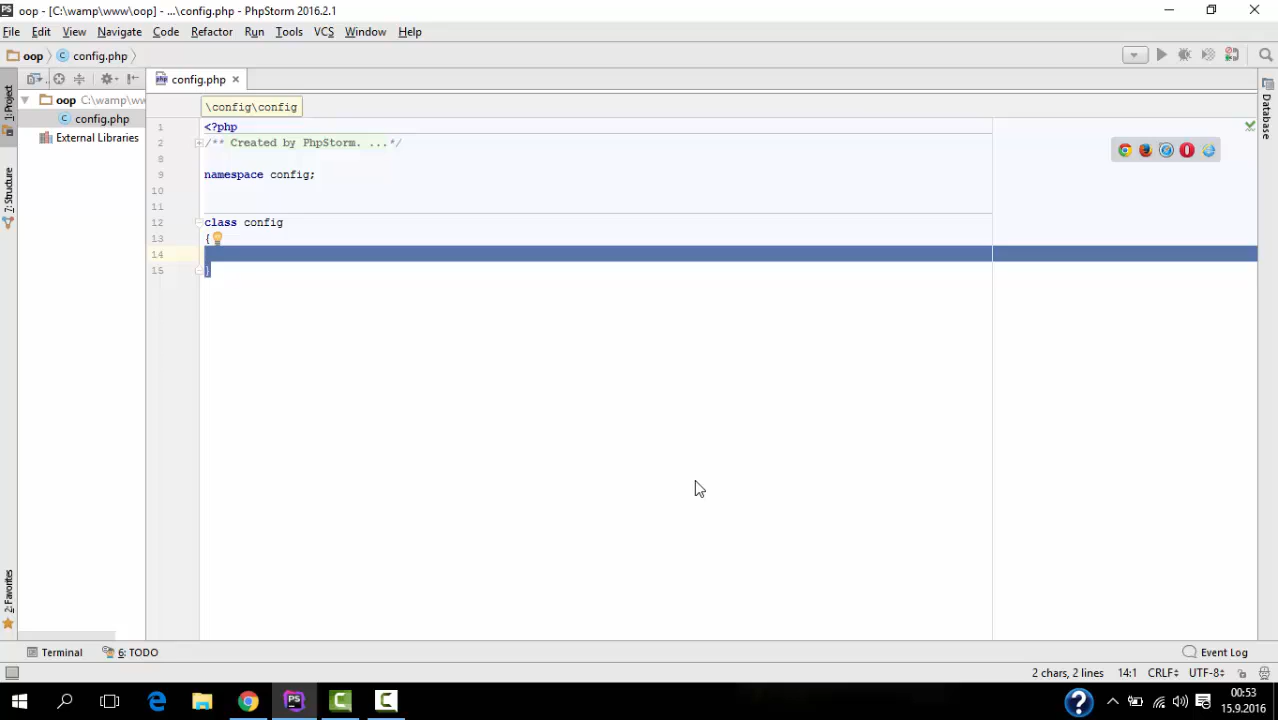 oop - [C:\wamp\www\oop] - ...\config.php - PhpStorm 2016.2.1
File Edit View Navigate Code Refactor Run Tools VCS Window Help
oop config.php
config.php
1: Project
oop C:\wamp\ww
config.php
External Libraries
Z: Structure
2: Favorites
\config\config
1 <?php
2 /** Created by PhpStorm. ...*/
8
9 namespace config;
10
11
12 class config
13 {
14
15 }
Database
Terminal 6: TODO Event Log
2 chars, 2 lines 14:1 CRLF UTF-8
00:53
15.9.2016